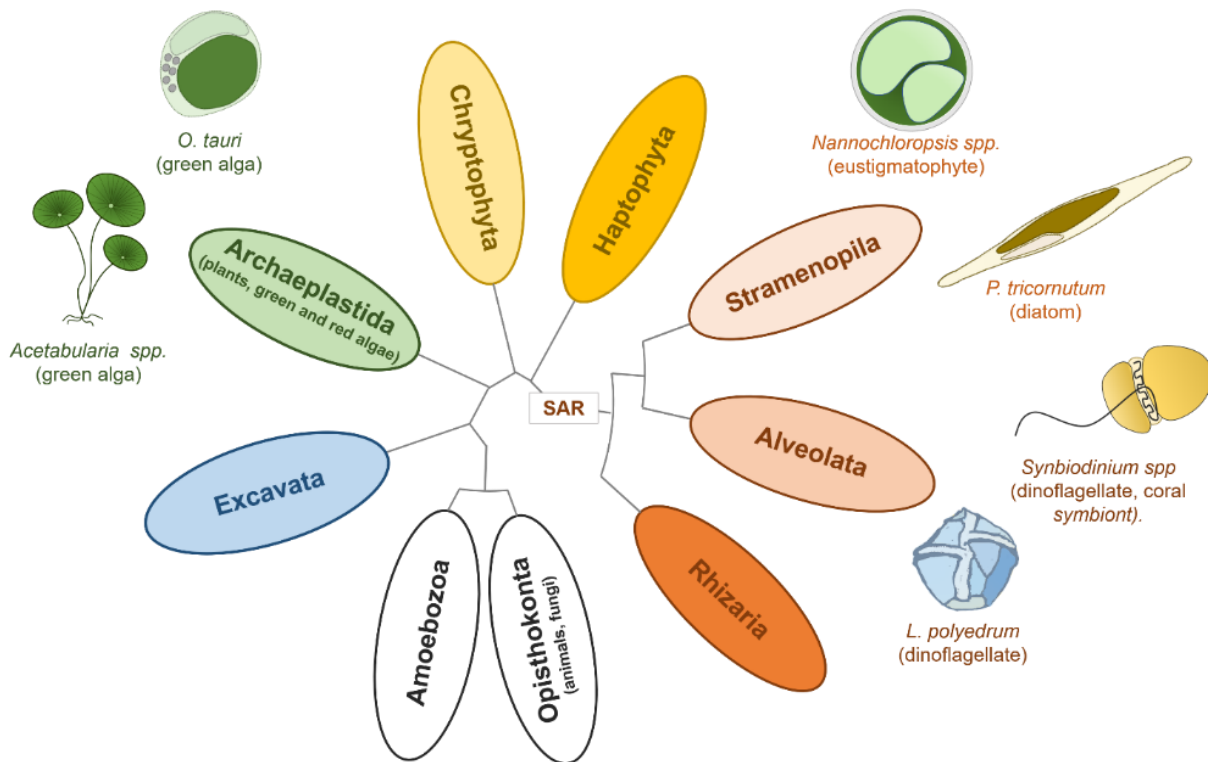 O. tauri
(green alga)
Acetabularia spp.
(green alga)
Archaeplastida
(plants, green and red algae)
Chryptophyta
Haptophyta
Nannochloropsis spp.
(eustigmatophyte)
Stramenopila
P. tricornutum
(diatom)
SAR
Alveolata
Synbiodinium spp
(dinoflagellate, coral
symbiont).
Excavata
Amoebozoa
Opisthokonta
(animals, fungi)
Rhizaria
L. polyedrum
(dinoflagellate)